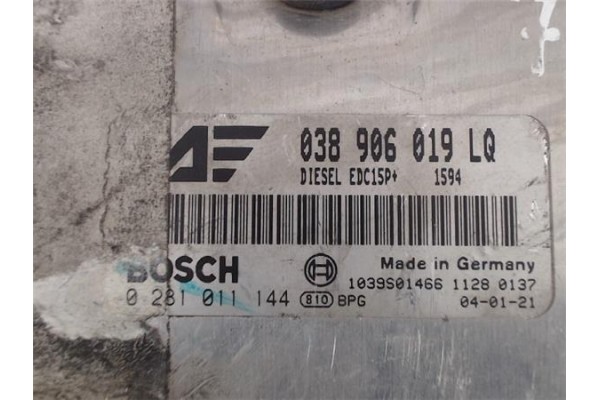 038 906 019 LQ
DIESEL EDC15P+ 1594
BOSCH
Made in Germany
1039S01466 1128 0137
0 281 011 144 810 BPG 04-01-21